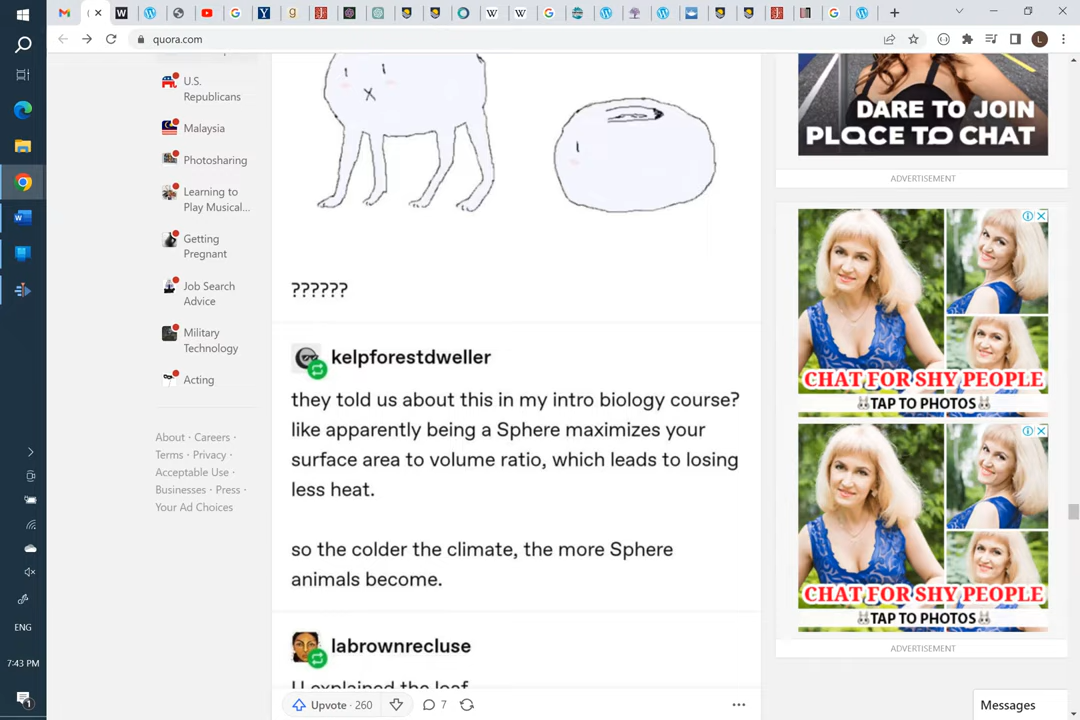 quora.com
U.S.
Republicans
Malaysia
Photosharing
Learning to
Play Musical...
Getting
Pregnant
Job Search
Advice
Military
Technology
Acting
About · Careers ·
Terms · Privacy ·
Acceptable Use ·
Businesses · Press ·
Your Ad Choices
ENG
7:43 PM
??????
kelpforestdweller
they told us about this in my intro biology course?
like apparently being a Sphere maximizes your
surface area to volume ratio, which leads to losing
less heat.
so the colder the climate, the more Sphere
animals become.
labrownrecluse
U explained the loaf
Upvote · 260
7
DARE TO JOIN
PLQCE TO CHAT
ADVERTISEMENT
CHAT FOR SHY PEOPLE
TAP TO PHOTOS
CHAT FOR SHY PEOPLE
TAP TO PHOTOS
ADVERTISEMENT
Messages